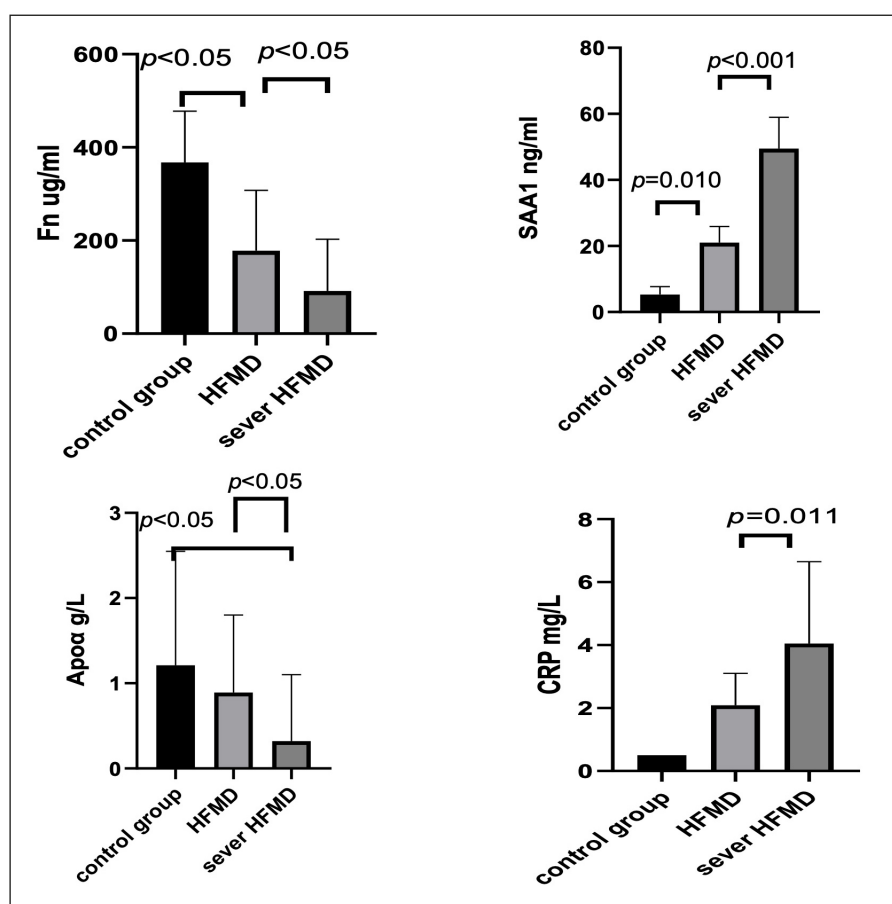 p<0.05
p<0.05
600
400
200
0
Fn ug/ml
control group
HFMD
sever HFMD
p<0.001
p=0.010
80
60
40
20
0
SAA1 ng/ml
control group
HFMD
sever HFMD
p<0.05
p<0.05
3
2
1
0
Apoα g/L
control group
HFMD
sever HFMD
p=0.011
8
6
4
2
0
CRP mg/L
control group
HFMD
sever HFMD